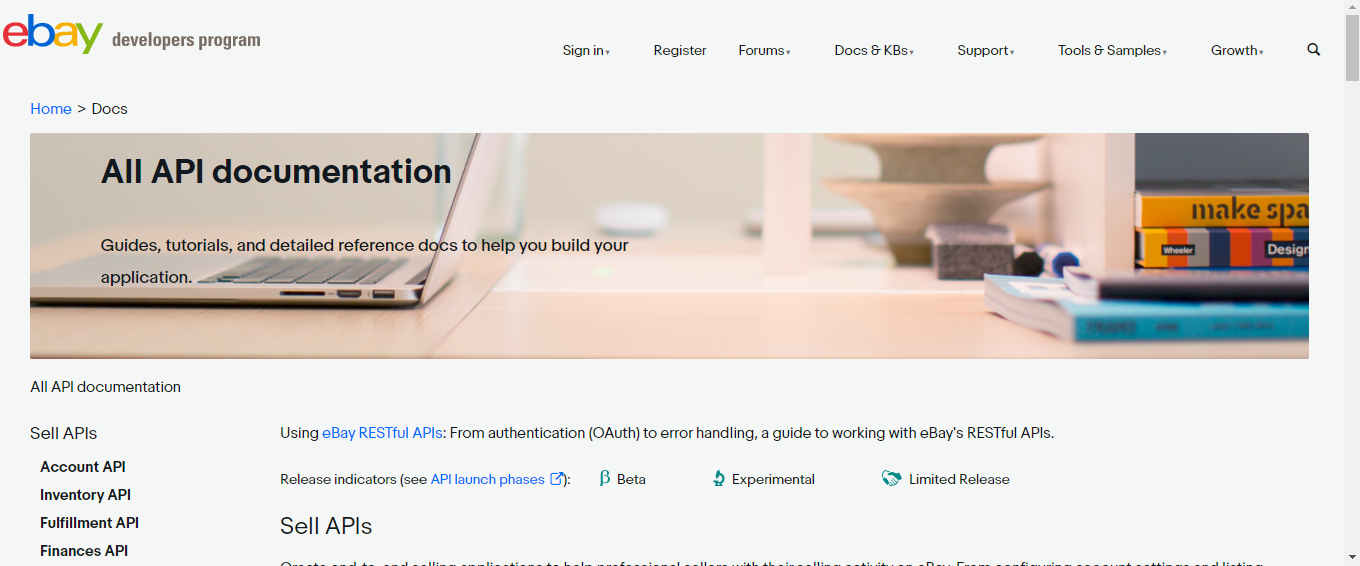 ebay developers program
Sign in Register Forums Docs & KBs Support Tools & Samples Growth
Home > Docs
All API documentation
make spa
Guides, tutorials, and detailed reference docs to help you build your
Wheeler Design
application.
All API documentation
Sell APIs
Using eBay RESTful APIs: From authentication (OAuth) to error handling, a guide to working with eBay's RESTful APIs.
Account API
Release indicators (see API launch phases ): β Beta Experimental Limited Release
Inventory API
Fulfillment API
Sell APIs
Finances API